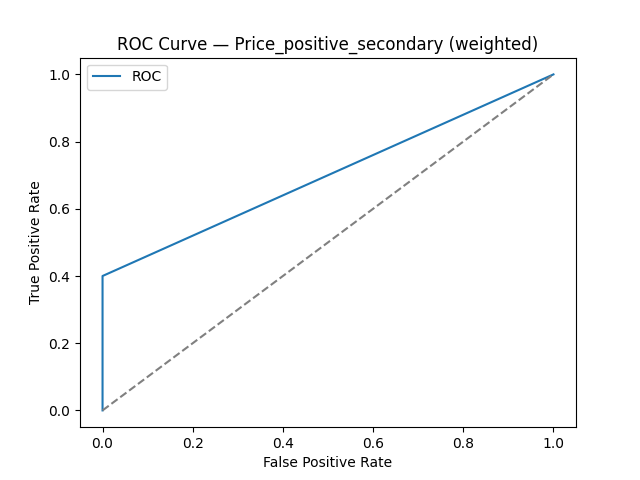 ROC Curve — Price_positive_secondary (weighted)
ROC
1.0
0.8
0.6
0.4
0.2
0.0
True Positive Rate
0.0 0.2 0.4 0.6 0.8 1.0
False Positive Rate